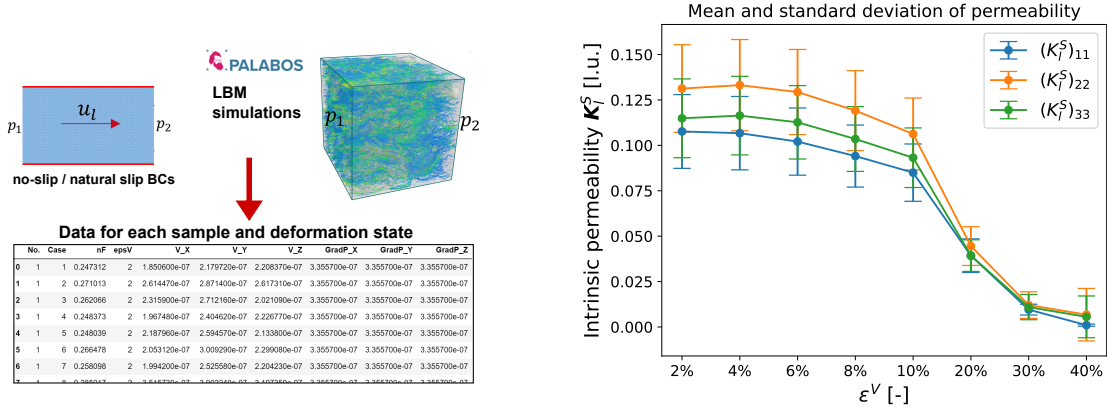 PALABOS
LBM
simulations
p₁
u_l
p₂
p₁
p₂
no-slip / natural slip BCs
Data for each sample and deformation state
No. Case nF epsV V_X V_Y V_Z GradP_X GradP_Y GradP_Z
0 1 1 0.247312 2 1.850600e-07 2.179720e-07 2.208370e-07 3.355700e-07 3.355700e-07 3.355700e-07
1 1 2 0.271013 2 2.614470e-07 2.871400e-07 2.617310e-07 3.355700e-07 3.355700e-07 3.355700e-07
2 1 3 0.262066 2 2.315900e-07 2.712160e-07 2.021090e-07 3.355700e-07 3.355700e-07 3.355700e-07
3 1 4 0.248373 2 1.967480e-07 2.404620e-07 2.226770e-07 3.355700e-07 3.355700e-07 3.355700e-07
4 1 5 0.248039 2 2.187960e-07 2.594570e-07 2.133800e-07 3.355700e-07 3.355700e-07 3.355700e-07
5 1 6 0.266478 2 2.053120e-07 3.009290e-07 2.299080e-07 3.355700e-07 3.355700e-07 3.355700e-07
6 1 7 0.258098 2 1.994200e-07 2.525580e-07 2.204230e-07 3.355700e-07 3.355700e-07 3.355700e-07
Mean and standard deviation of permeability
Intrinsic permeability K_I^S [l.u.]
0.150
0.125
0.100
0.075
0.050
0.025
0.000
(K_I^S)₁₁
(K_I^S)₂₂
(K_I^S)₃₃
2% 4% 6% 8% 10% 20% 30% 40%
ε^V [-]